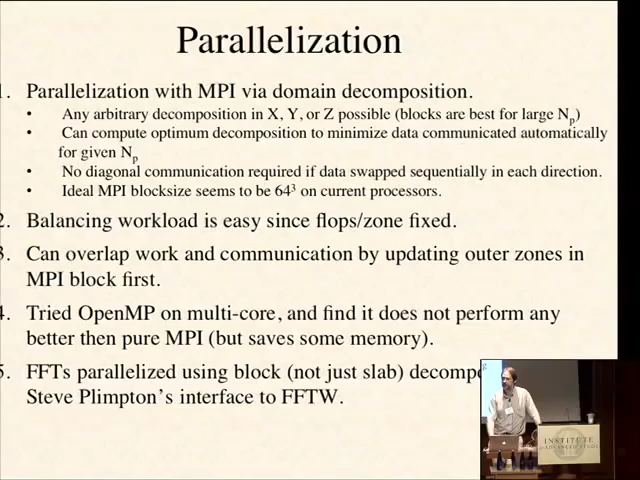 Parallelization
1. Parallelization with MPI via domain decomposition.
• Any arbitrary decomposition in X, Y, or Z possible (blocks are best for large Np)
• Can compute optimum decomposition to minimize data communicated automatically
for given Np
• No diagonal communication required if data swapped sequentially in each direction.
• Ideal MPI blocksize seems to be 64³ on current processors.
2. Balancing workload is easy since flops/zone fixed.
3. Can overlap work and communication by updating outer zones in
MPI block first.
4. Tried OpenMP on multi-core, and find it does not perform any
better then pure MPI (but saves some memory).
5. FFTs parallelized using block (not just slab) decomp
Steve Plimpton's interface to FFTW.
INSTITUTE
ADVANCED STUDY